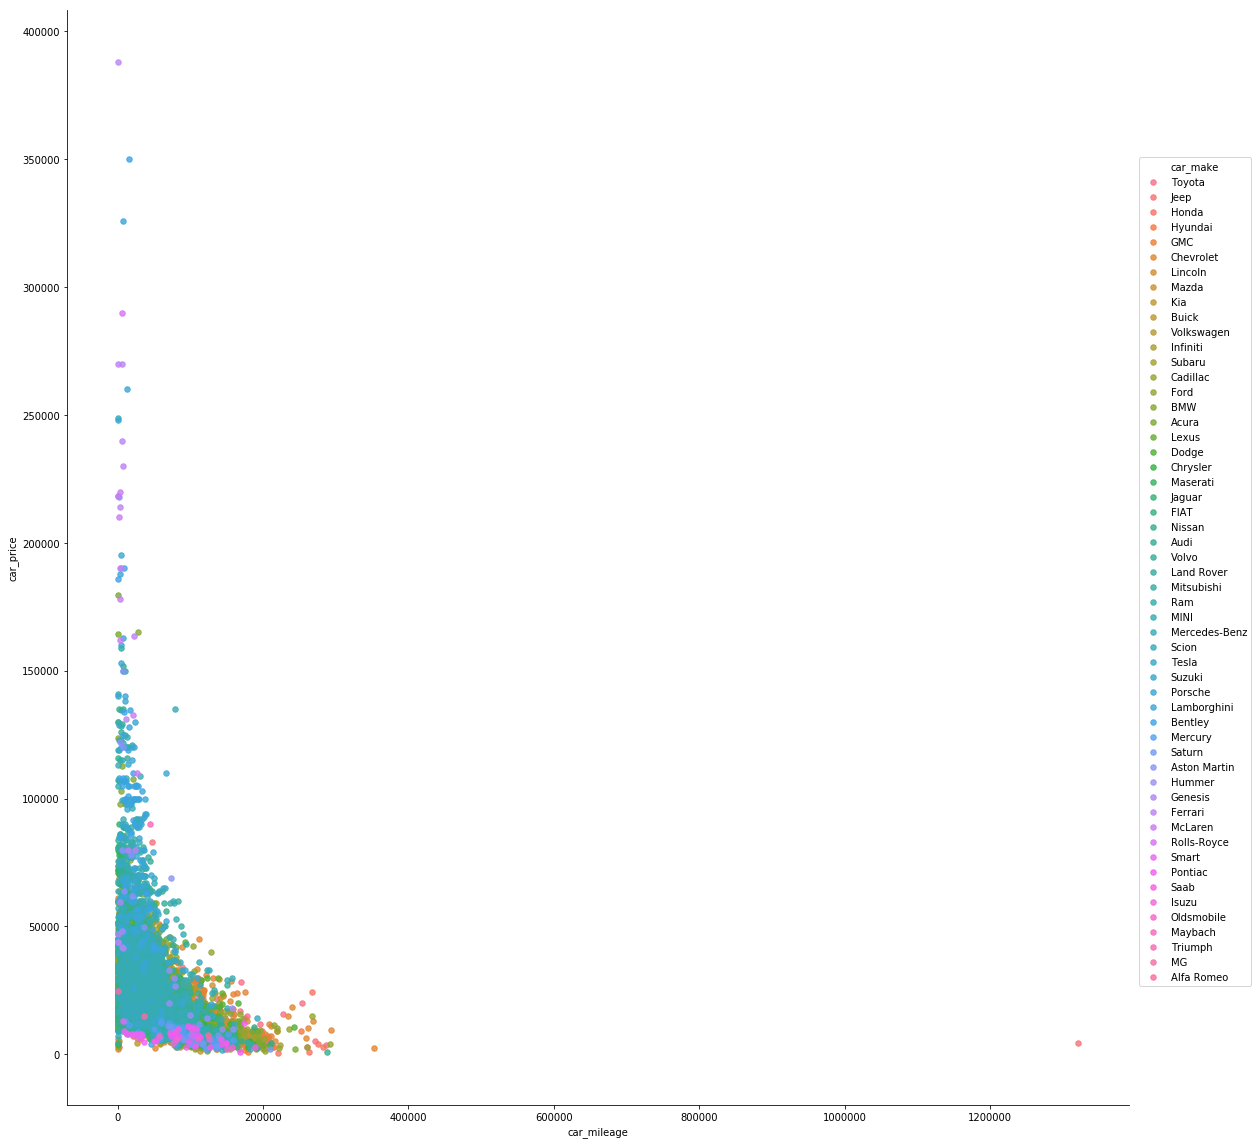 400000
350000
300000
250000
200000
150000
100000
50000
0
car_price
0
200000
400000
600000
800000
1000000
1200000
car_mileage
car_make
Toyota
Jeep
Honda
Hyundai
GMC
Chevrolet
Lincoln
Mazda
Kia
Buick
Volkswagen
Infiniti
Subaru
Cadillac
Ford
BMW
Acura
Lexus
Dodge
Chrysler
Maserati
Jaguar
FIAT
Nissan
Audi
Volvo
Land Rover
Mitsubishi
Ram
MINI
Mercedes-Benz
Scion
Tesla
Suzuki
Porsche
Lamborghini
Bentley
Mercury
Saturn
Aston Martin
Hummer
Genesis
Ferrari
McLaren
Rolls-Royce
Smart
Pontiac
Saab
Isuzu
Oldsmobile
Maybach
Triumph
MG
Alfa Romeo